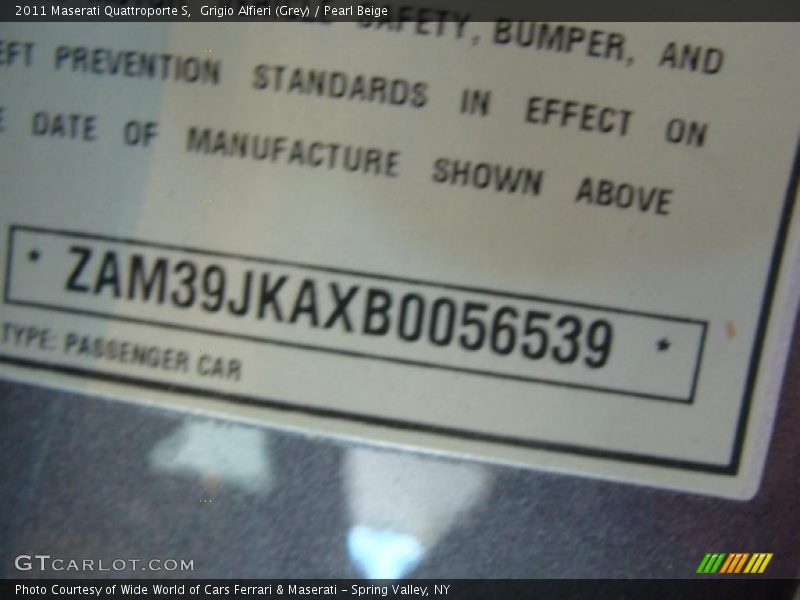 2011 Maserati Quattroporte S,  Grigio Alfieri (Grey) / Pearl Beige
SAFETY, BUMPER, AND
EFT PREVENTION STANDARDS IN EFFECT ON
E DATE OF MANUFACTURE SHOWN ABOVE
* ZAM39JKAXB0056539 *
TYPE: PASSENGER CAR
GTCARLOT.COM
Photo Courtesy of Wide World of Cars Ferrari & Maserati - Spring Valley, NY